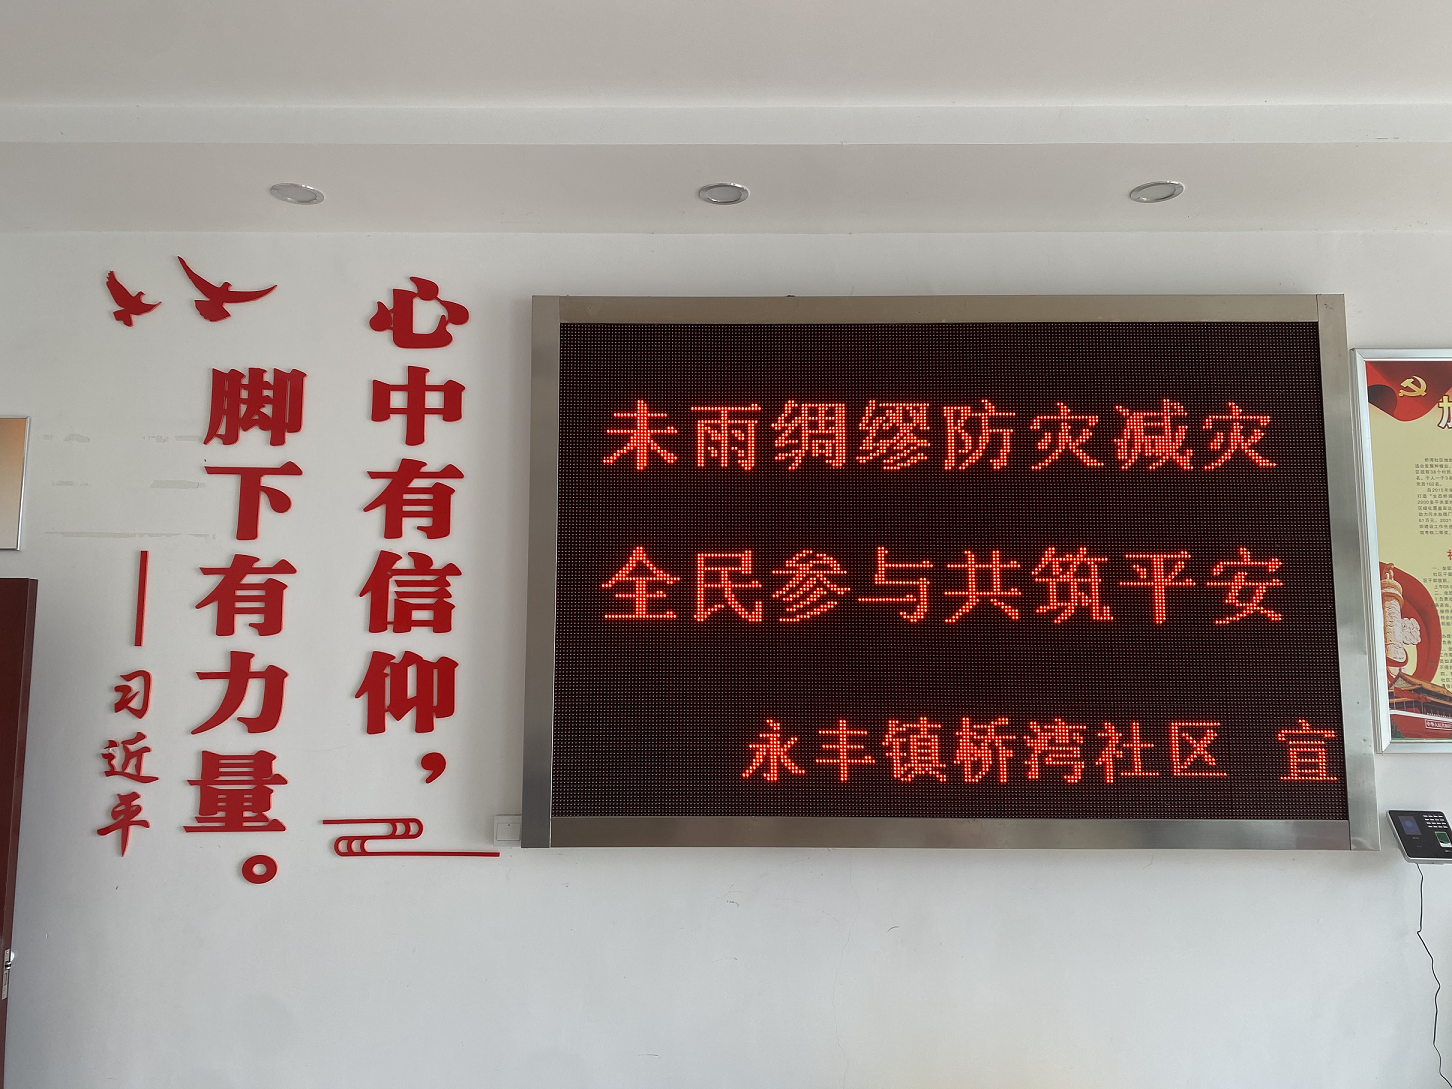 心中有信仰，
脚下有力量。
——习近平
未雨绸缪防灾减灾
全民参与共筑平安
永丰镇桥湾社区 宣